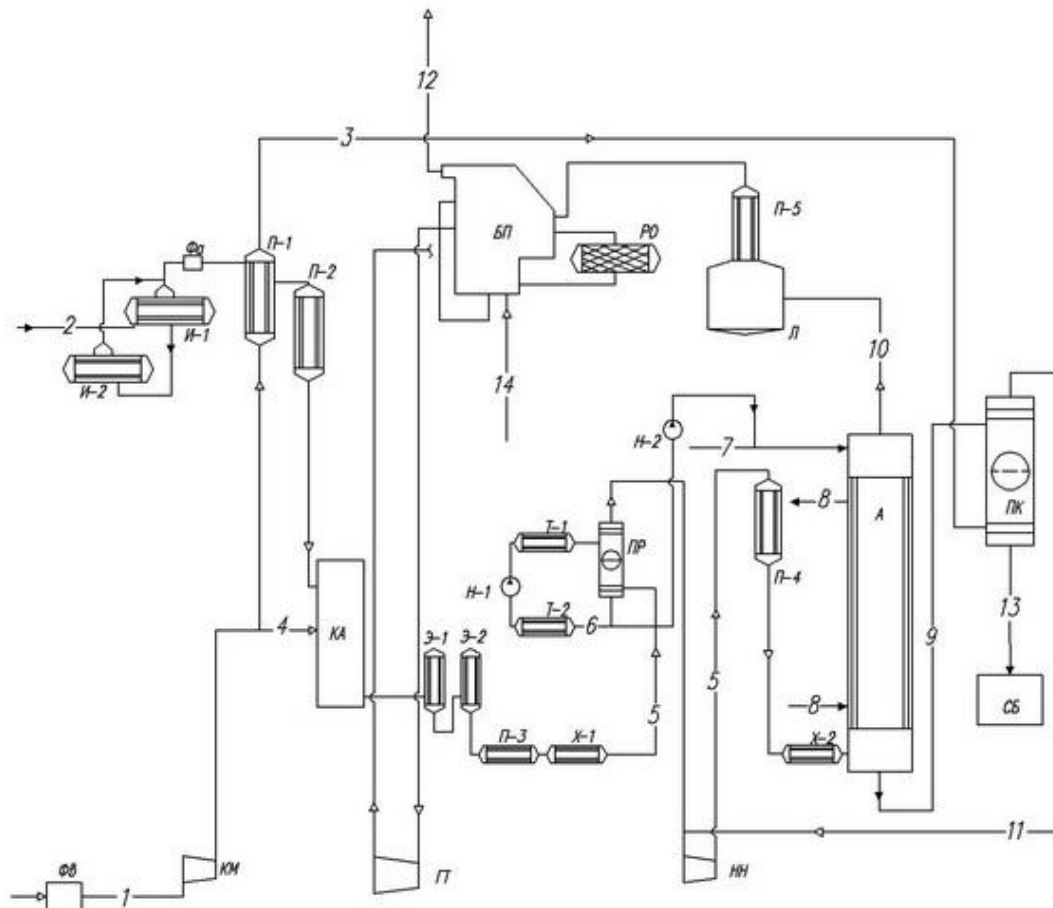 12
3
П-5
БП
РО
Фа
П-1
П-2
2
И-1
И-2
Л
10
14
Н-2
7
8
А
ПК
Т-1
ПР
П-4
Н-1
Т-2
6
13
9
4
КА
Э-1
Э-2
5
5
8
СБ
П-3
Х-1
Х-2
11
ФВ
1
КМ
ГТ
НН